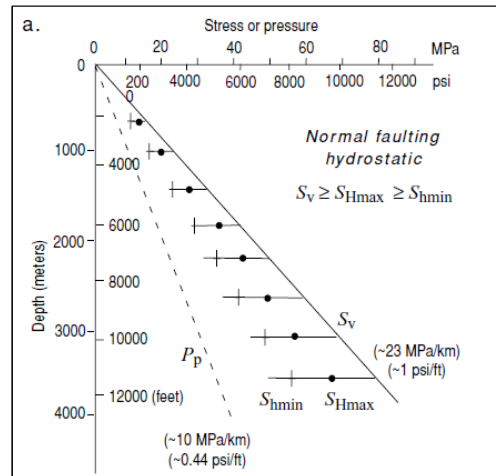 a.
Stress or pressure
0 20 40 60 80 MPa
0 200 4000 6000 8000 10000 12000 psi
0
Normal faulting
hydrostatic
Sv ≥ SHmax ≥ Shmin
1000
4000
6000
2000
8000
Depth (meters)
3000
10000
Sv
(~23 MPa/km)
(~1 psi/ft)
Pp
12000 (feet)
Shmin SHmax
4000
(~10 MPa/km)
(~0.44 psi/ft)